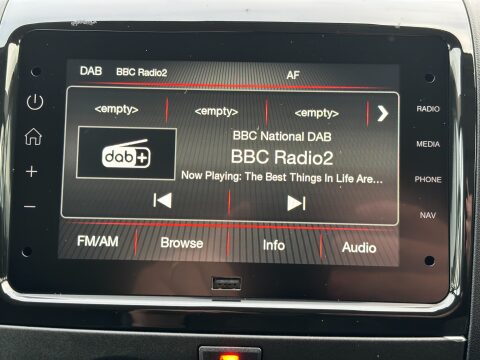 DAB BBC Radio2 AF
<empty> <empty> <empty>
RADIO
dab+
BBC National DAB
BBC Radio2
Now Playing: The Best Things In Life Are...
MEDIA
PHONE
NAV
FM/AM Browse Info Audio